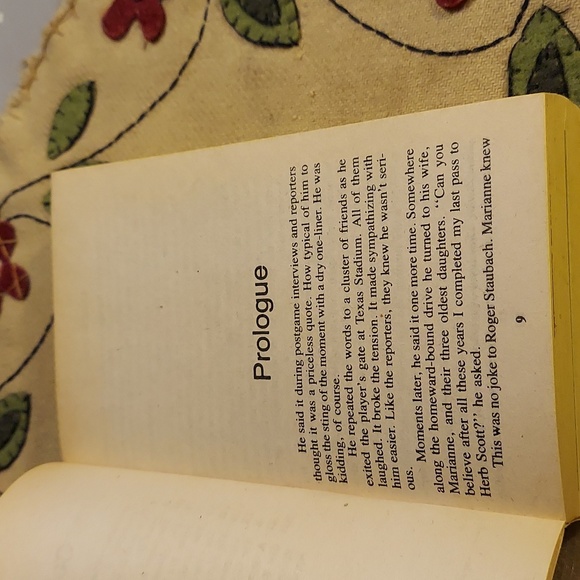 Prologue
He said it during postgame interviews and reporters
thought it was a priceless quote. How typical of him to
gloss the sting of the moment with a dry one-liner. He was
kidding, of course.
He repeated the words to a cluster of friends as he
exited the player's gate at Texas Stadium. All of them
laughed. It broke the tension. It made sympathizing with
him easier. Like the reporters, they knew he wasn't seri-
ous.
Moments later, he said it one more time. Somewhere
along the homeward-bound drive he turned to his wife,
Marianne, and their three oldest daughters. "Can you
believe after all these years I completed my last pass to
Herb Scott?" he asked.
This was no joke to Roger Staubach. Marianne knew
9